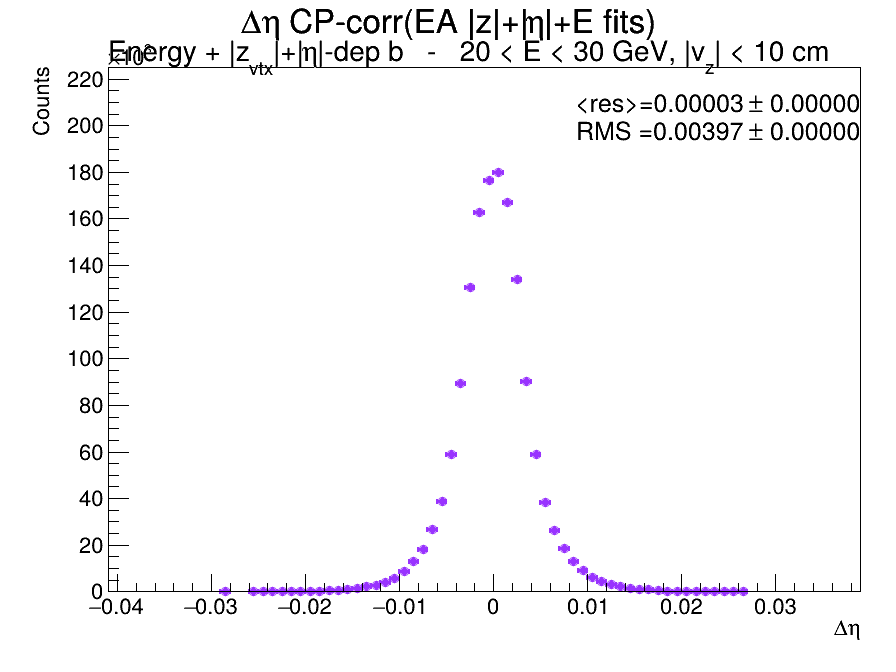 Δη CP-corr(EA |z|+|η|+E fits)
Energy + |z_vtx|+|η|-dep b - 20 < E < 30 GeV, |v_z| < 10 cm
<res>=0.00003 ± 0.00000
RMS =0.00397 ± 0.00000
Counts
220
200
180
160
140
120
100
80
60
40
20
0
−0.04 −0.03 −0.02 −0.01 0 0.01 0.02 0.03
Δη